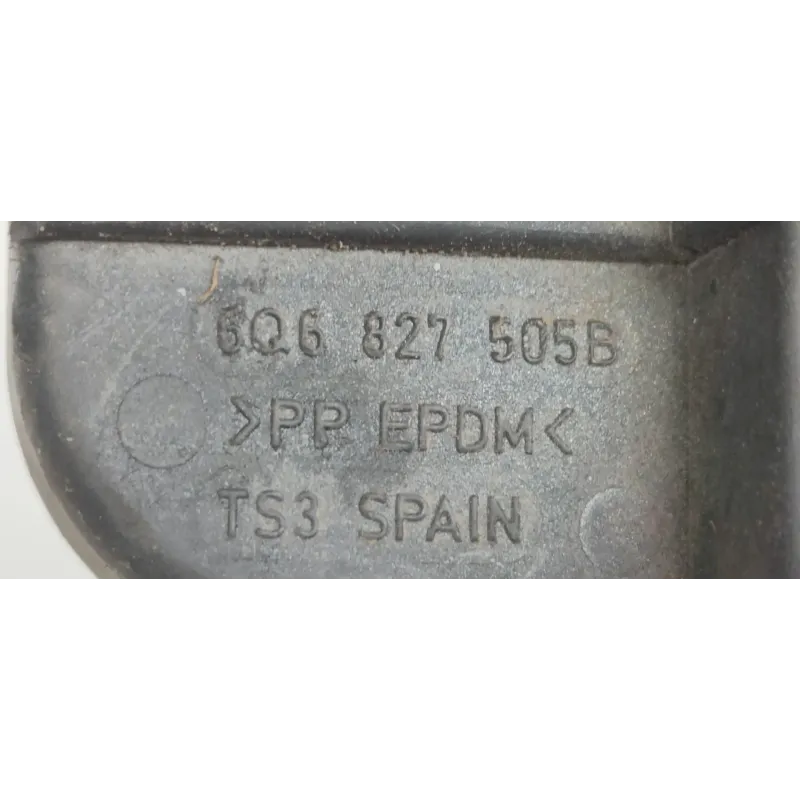 6Q6 827 505B
>PP EPDM<
TS3 SPAIN